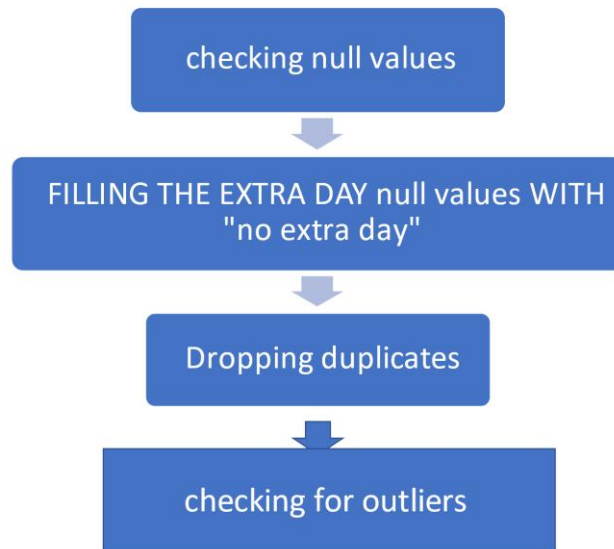 checking null values
FILLING THE EXTRA DAY null values WITH
"no extra day"
Dropping duplicates
checking for outliers